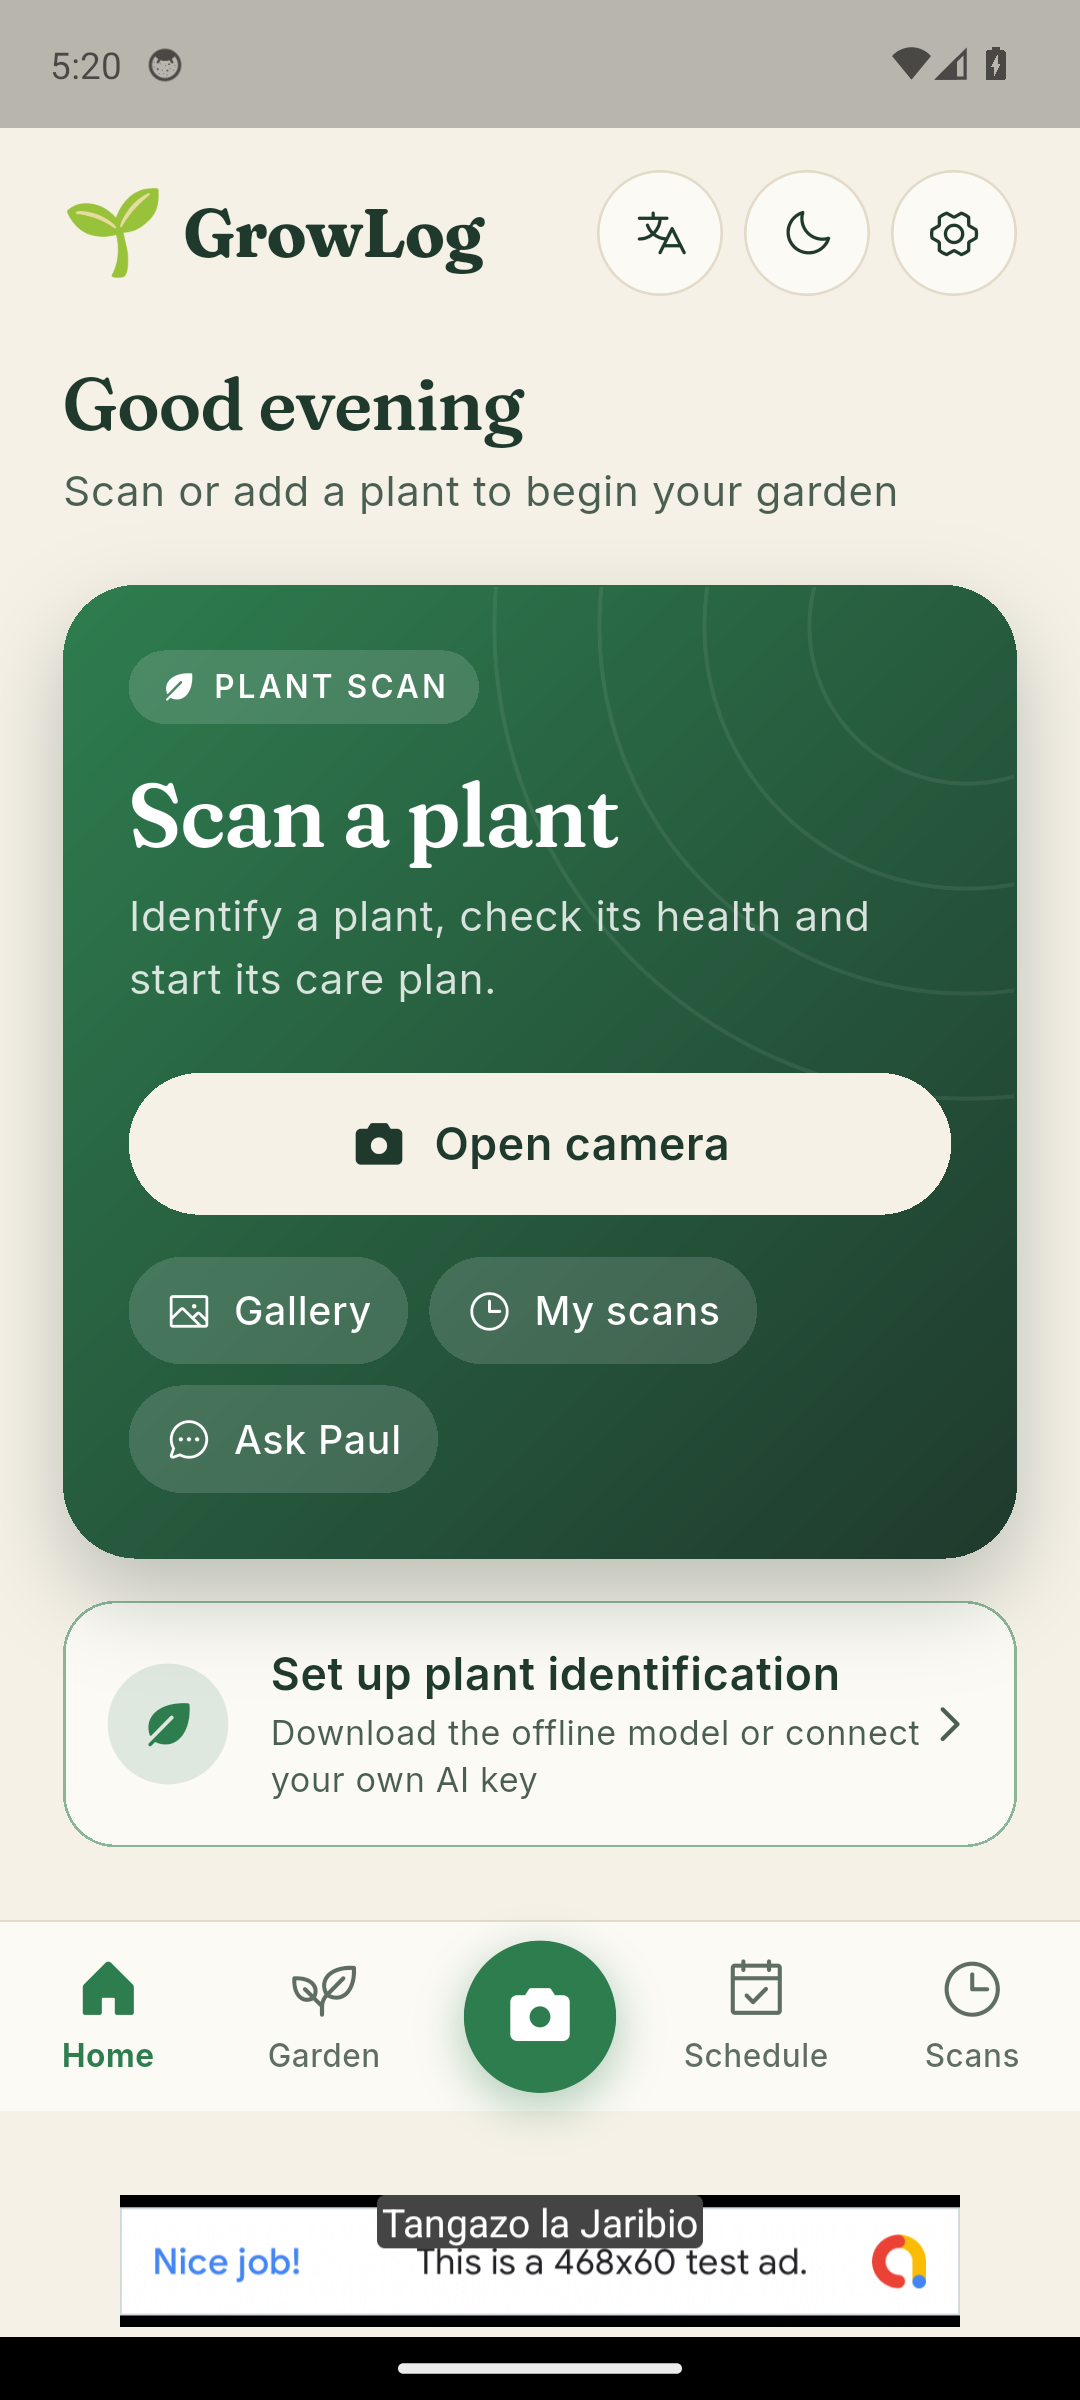 5:20
GrowLog
Good evening
Scan or add a plant to begin your garden
PLANT SCAN
Scan a plant
Identify a plant, check its health and
start its care plan.
Open camera
Gallery
My scans
Ask Paul
Set up plant identification
Download the offline model or connect
your own AI key
Home
Garden
Schedule
Scans
Tangazo la Jaribio
Nice job!
This is a 468x60 test ad.